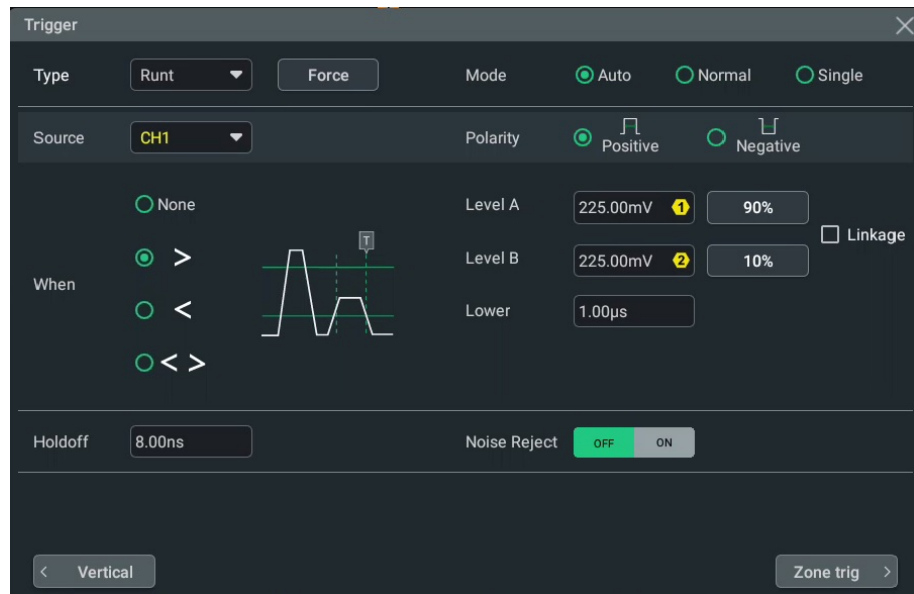 Trigger
Type Runt Force Mode Auto Normal Single
Source CH1 Polarity Positive Negative
None
Level A 225.00mV 1 90%
Linkage
T
> Level B 225.00mV 2 10%
When
< Lower 1.00µs
< >
Holdoff 8.00ns Noise Reject OFF ON
< Vertical Zone trig >